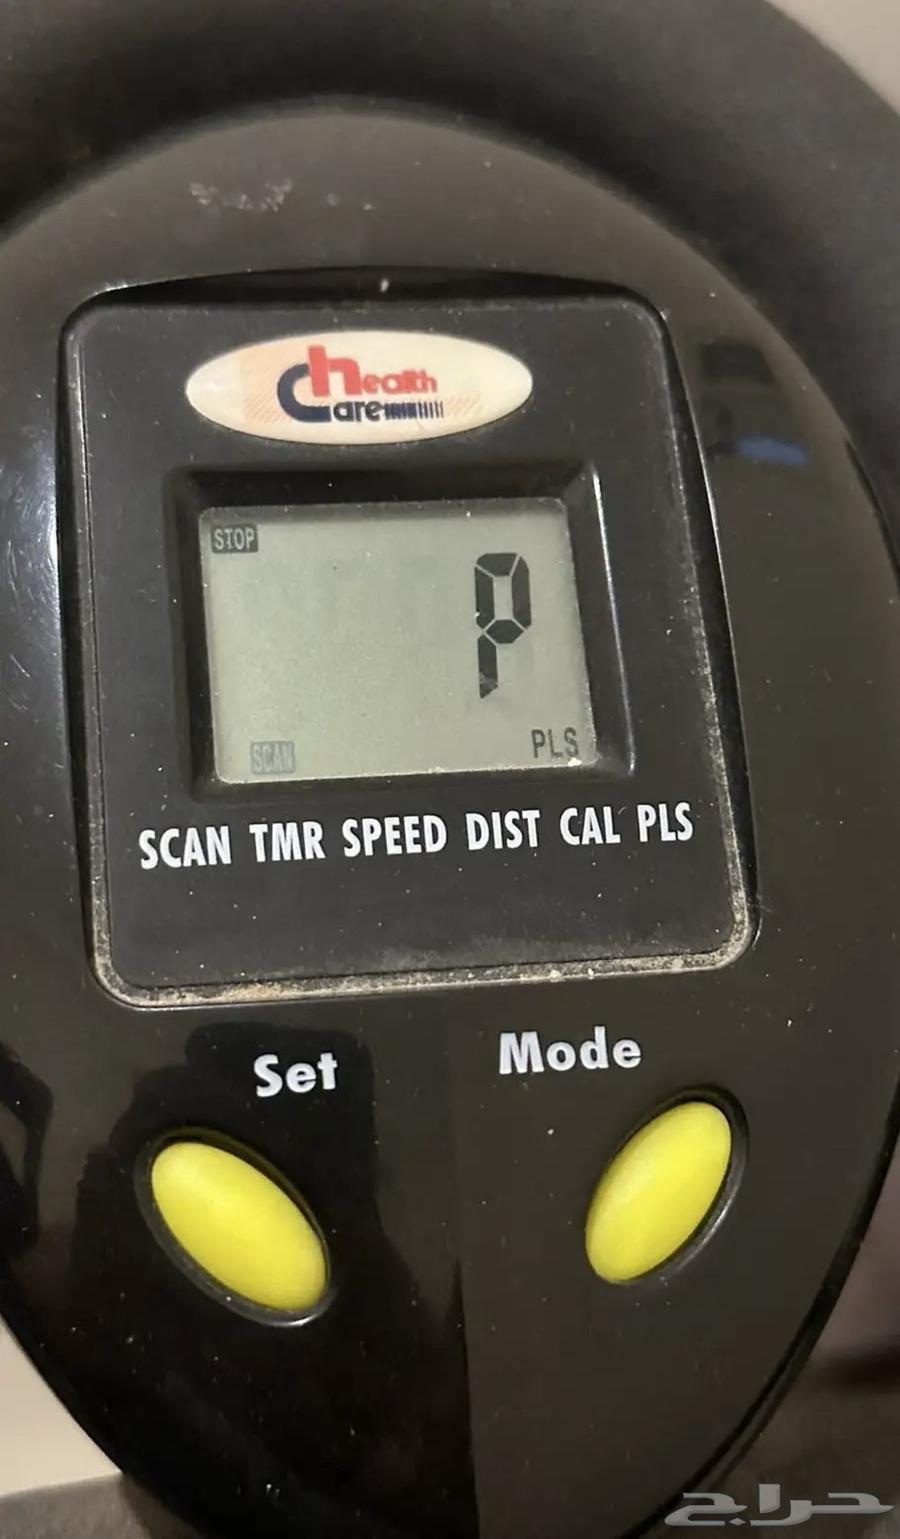 health
Care
STOP
P
SCAN PLS
SCAN TMR SPEED DIST CAL PLS
Set Mode
حراج